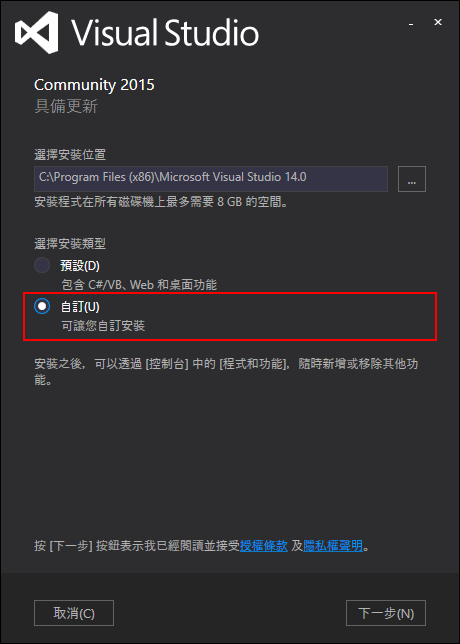 Visual Studio
Community 2015
具備更新
選擇安裝位置
C:\Program Files (x86)\Microsoft Visual Studio 14.0
...
安裝程式在所有磁碟機上最多需要 8 GB 的空間。
選擇安裝類型
預設(D)
包含 C#/VB、Web 和桌面功能
自訂(U)
可讓您自訂安裝
安裝之後，可以透過 [控制台] 中的 [程式和功能]，隨時新增或移除其他功
能。
按 [下一步] 按鈕表示我已經閱讀並接受授權條款 及隱私權聲明。
取消(C)
下一步(N)